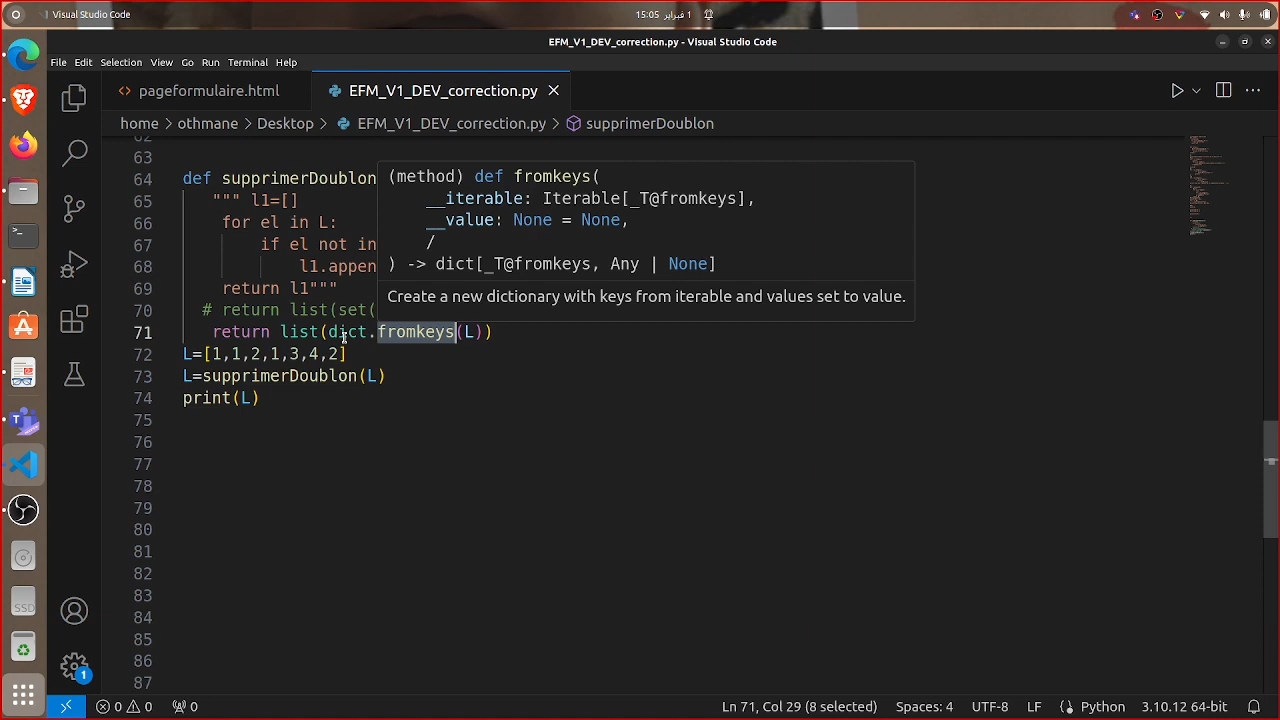 Visual Studio Code
1 فبراير 15:05
EFM_V1_DEV_correction.py - Visual Studio Code
File Edit Selection View Go Run Terminal Help
pageformulaire.html
EFM_V1_DEV_correction.py
home > othmane > Desktop > EFM_V1_DEV_correction.py > supprimerDoublon
62
63
64 def supprimerDoublon
65 """ l1=[]
66 for el in L:
67 if el not in
68 l1.appen
69 return l1"""
70 # return list(set(
71 return list(dict.fromkeys(L))
72 L=[1,1,2,1,3,4,2]
73 L=supprimerDoublon(L)
74 print(L)
75
76
77
78
79
80
81
82
83
84
85
86
87
(method) def fromkeys(
__iterable: Iterable[_T@fromkeys],
__value: None = None,
/
) -> dict[_T@fromkeys, Any | None]
Create a new dictionary with keys from iterable and values set to value.
SSD
1
0 0 0
Ln 71, Col 29 (8 selected) Spaces: 4 UTF-8 LF Python 3.10.12 64-bit